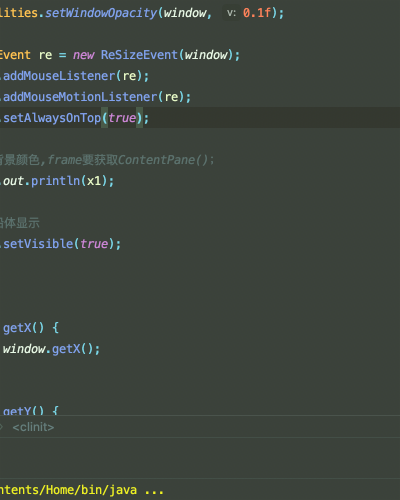 lities.setWindowOpacity(window, v: 0.1f);
Event re = new ReSizeEvent(window);
.addMouseListener(re);
.addMouseMotionListener(re);
.setAlwaysOnTop(true);
背景颜色,frame要获取ContentPane():
.out.println(x1);
体显示
.setVisible(true);
getX() {
window.getX();
getY() {
<clinit>
ntents/Home/bin/java ...